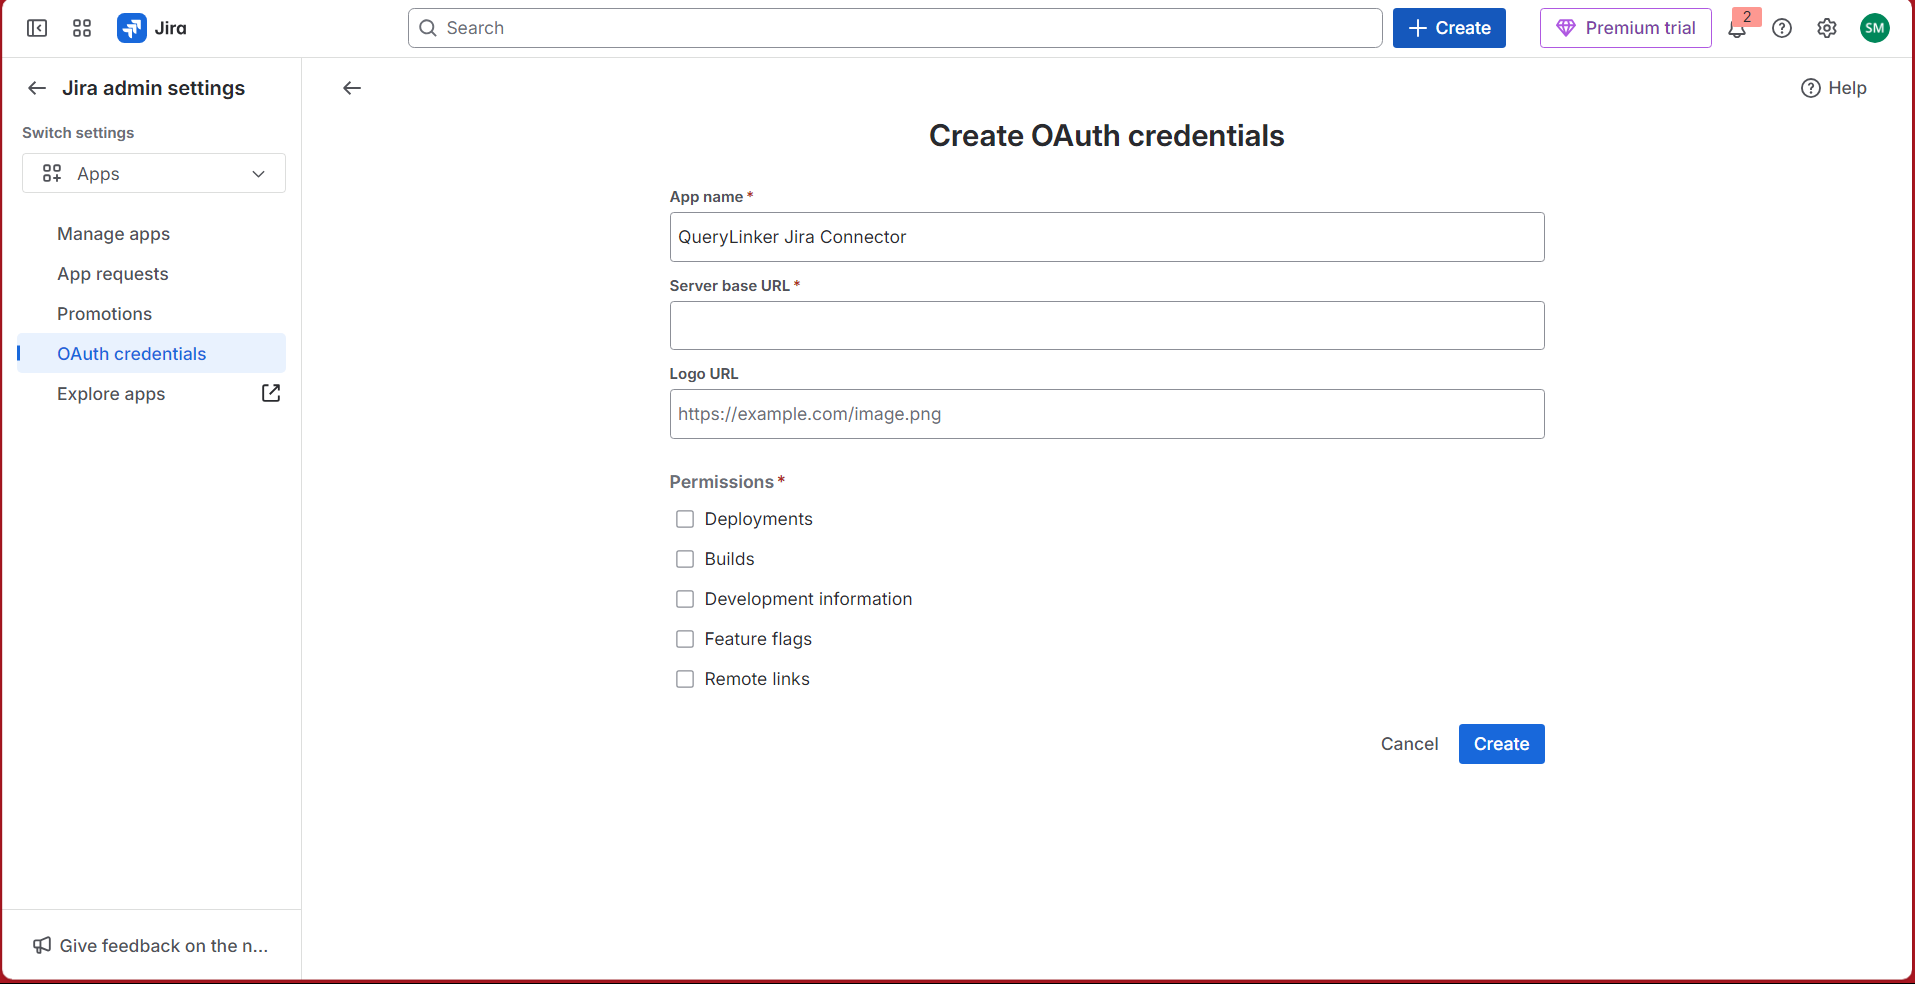 Jira
Search
Create
Premium trial
2
SM
Jira admin settings
Switch settings
Apps
Manage apps
App requests
Promotions
OAuth credentials
Explore apps
Give feedback on the n...
Help
Create OAuth credentials
App name *
QueryLinker Jira Connector
Server base URL *
Logo URL
https://example.com/image.png
Permissions *
Deployments
Builds
Development information
Feature flags
Remote links
Cancel
Create